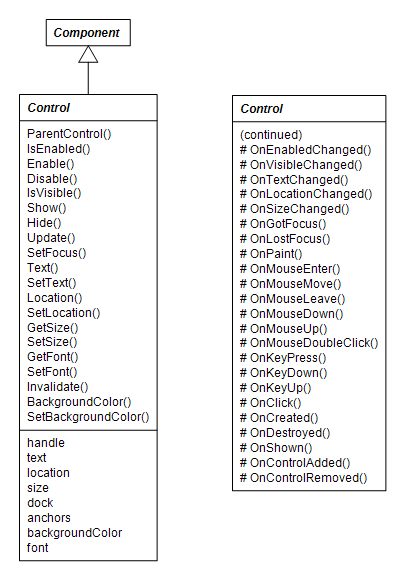 Component
Control
ParentControl()
IsEnabled()
Enable()
Disable()
IsVisible()
Show()
Hide()
Update()
SetFocus()
Text()
SetText()
Location()
SetLocation()
GetSize()
SetSize()
GetFont()
SetFont()
Invalidate()
BackgroundColor()
SetBackgroundColor()
handle
text
location
size
dock
anchors
backgroundColor
font
Control
(continued)
# OnEnabledChanged()
# OnVisibleChanged()
# OnTextChanged()
# OnLocationChanged()
# OnSizeChanged()
# OnGotFocus()
# OnLostFocus()
# OnPaint()
# OnMouseEnter()
# OnMouseMove()
# OnMouseLeave()
# OnMouseDown()
# OnMouseUp()
# OnMouseDoubleClick()
# OnKeyPress()
# OnKeyDown()
# OnKeyUp()
# OnClick()
# OnCreated()
# OnDestroyed()
# OnShown()
# OnControlAdded()
# OnControlRemoved()